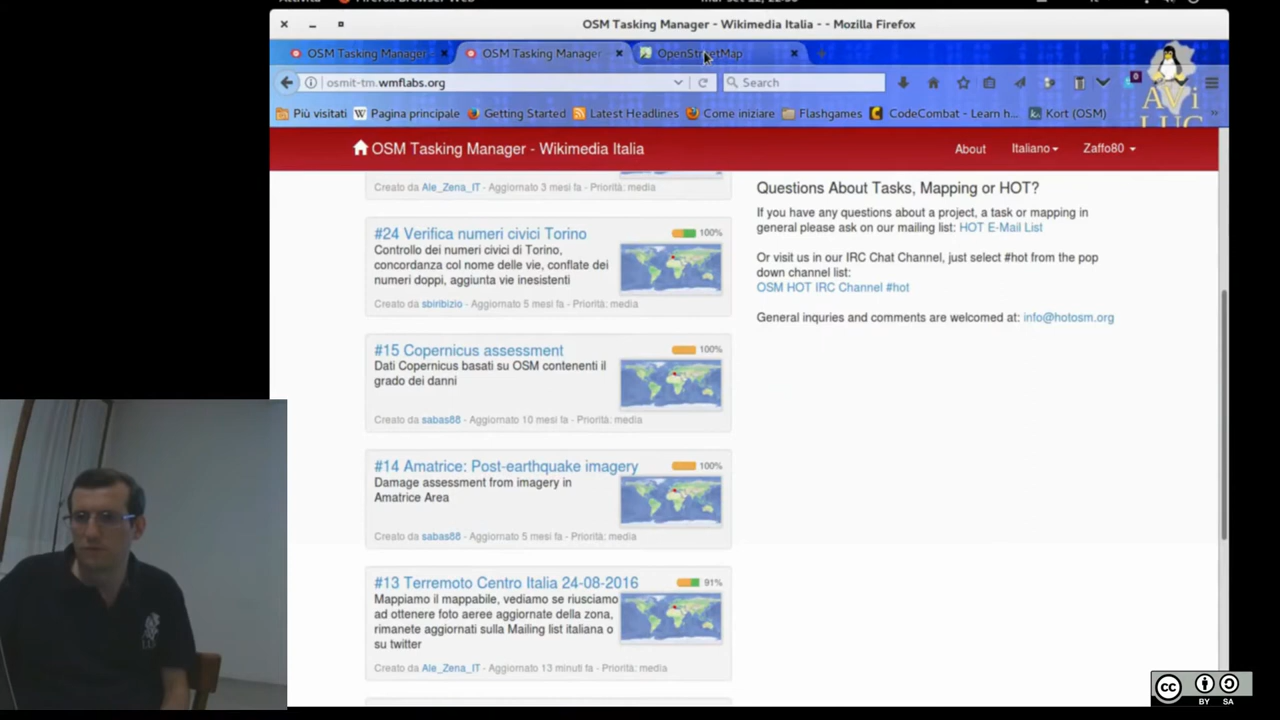 OSM Tasking Manager - Wikimedia Italia - - Mozilla Firefox
OSM Tasking Manager
OSM Tasking Manager
OpenStreetMap
osmit-tm.wmflabs.org
Search
Più visitati
Pagina principale
Getting Started
Latest Headlines
Come iniziare
Flashgames
CodeCombat - Learn h...
Kort (OSM)
OSM Tasking Manager - Wikimedia Italia
About
Italiano
Zaffo80
Creato da Ale_Zena_IT - Aggiornato 3 mesi fa - Priorità: media
#24 Verifica numeri civici Torino
100%
Controllo dei numeri civici di Torino,
concordanza col nome delle vie, conflate dei
numeri doppi, aggiunta vie inesistenti
Creato da sbiribizio - Aggiornato 5 mesi fa - Priorità: media
#15 Copernicus assessment
100%
Dati Copernicus basati su OSM contenenti il
grado dei danni
Creato da sabas88 - Aggiornato 10 mesi fa - Priorità: media
#14 Amatrice: Post-earthquake imagery
100%
Damage assessment from imagery in
Amatrice Area
Creato da sabas88 - Aggiornato 5 mesi fa - Priorità: media
#13 Terremoto Centro Italia 24-08-2016
91%
Mappiamo il mappabile, vediamo se riusciamo
ad ottenere foto aeree aggiornate della zona,
rimanete aggiornati sulla Mailing list italiana o
su twitter
Creato da Ale_Zena_IT - Aggiornato 13 minuti fa - Priorità: media
Questions About Tasks, Mapping or HOT?
If you have any questions about a project, a task or mapping in
general please ask on our mailing list: HOT E-Mail List
Or visit us in our IRC Chat Channel, just select #hot from the pop
down channel list:
OSM HOT IRC Channel #hot
General inquries and comments are welcomed at: info@hotosm.org
cc
BY SA